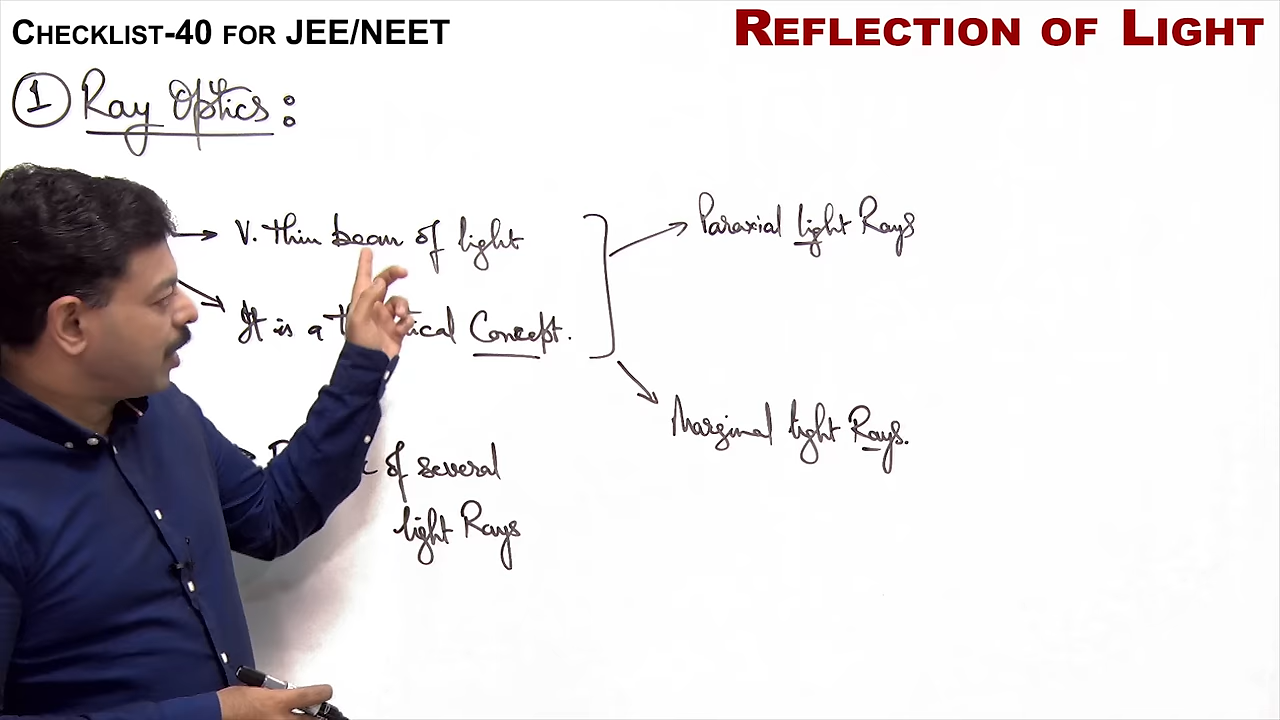 CHECKLIST-40 FOR JEE/NEET
REFLECTION OF LIGHT
1 Ray Optics:
V. thin beam of light
It is a
Concept.
Paraxial light Rays
Marginal light Rays.
of several
light Rays